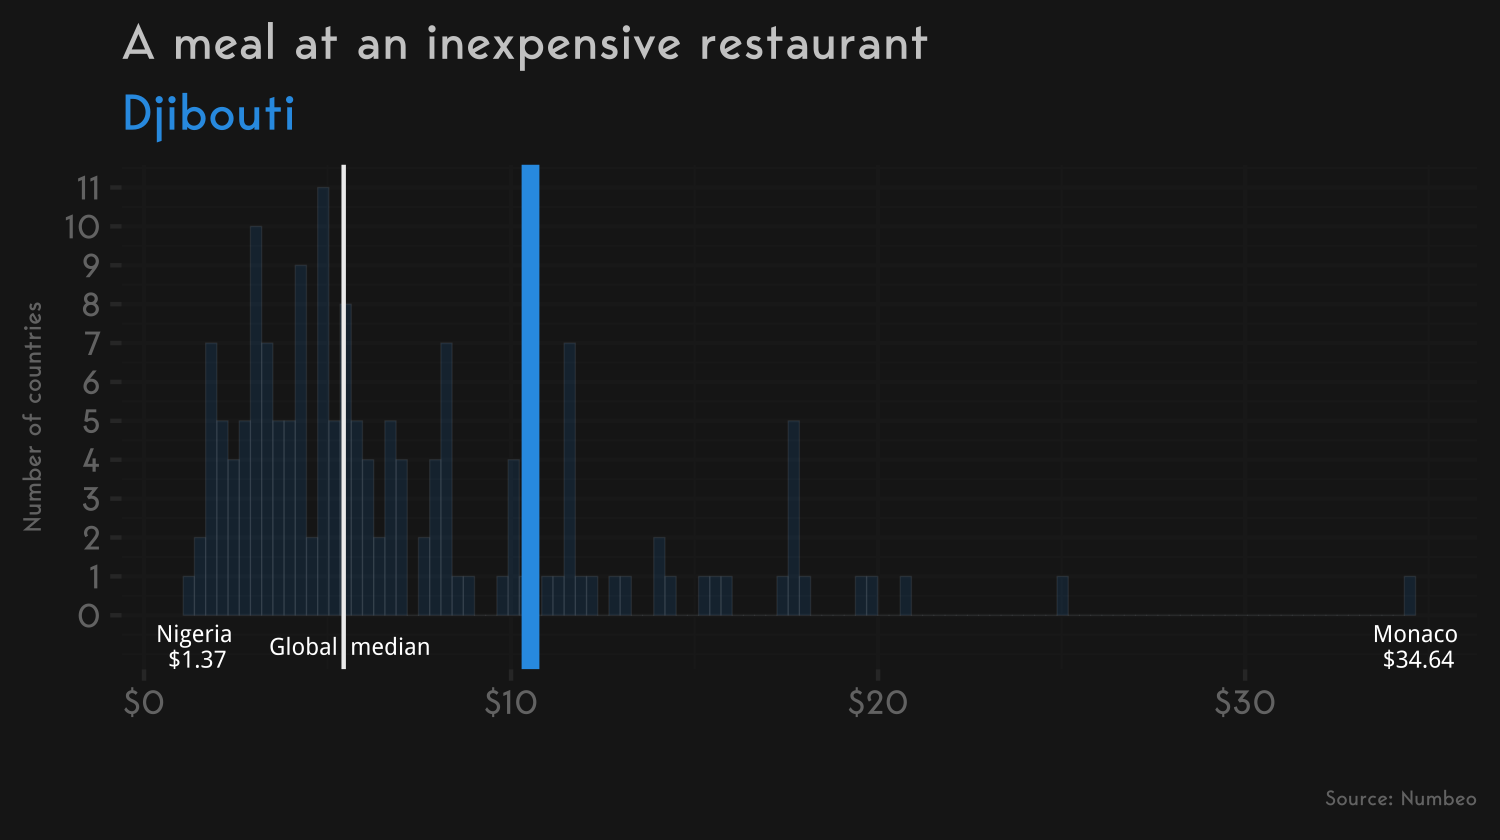 A meal at an inexpensive restaurant
Djibouti
Number of countries
11
10
9
8
7
6
5
4
3
2
1
0
Nigeria
$1.37
Global median
Monaco
$34.64
$0 $10 $20 $30
Source: Numbeo